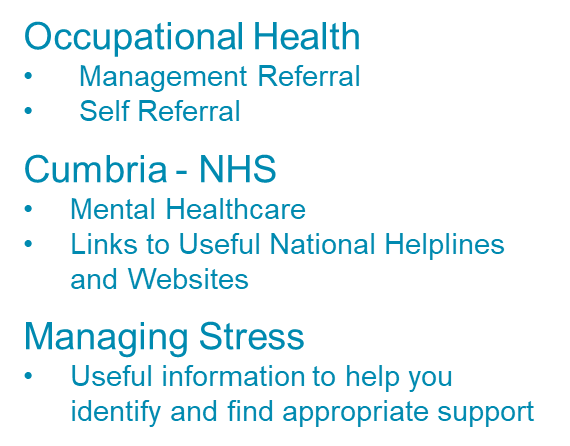 Occupational Health
• Management Referral
• Self Referral
Cumbria - NHS
• Mental Healthcare
• Links to Useful National Helplines
and Websites
Managing Stress
• Useful information to help you
identify and find appropriate support